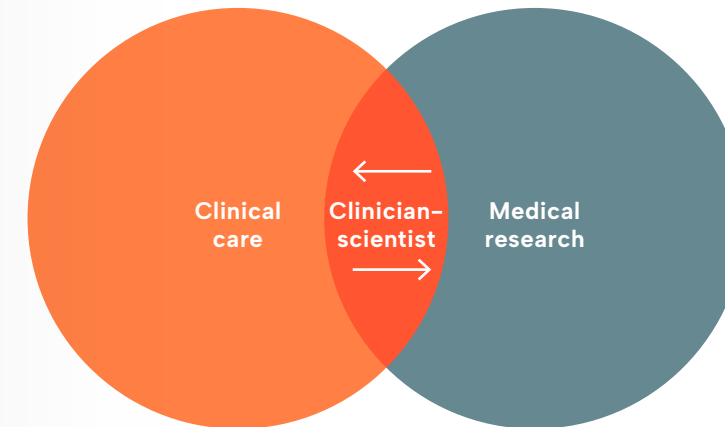 Clinical
care
Clinician-
scientist
Medical
research